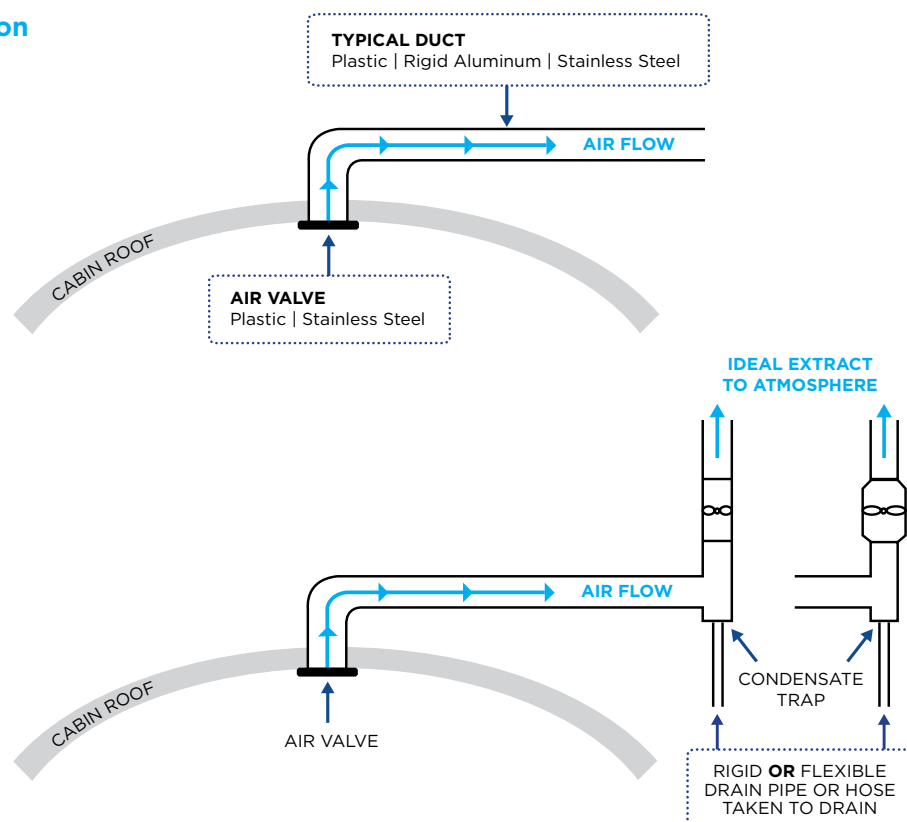 on
TYPICAL DUCT
Plastic | Rigid Aluminum | Stainless Steel
AIR FLOW
CABIN ROOF
AIR VALVE
Plastic | Stainless Steel
IDEAL EXTRACT
TO ATMOSPHERE
AIR FLOW
CABIN ROOF
AIR VALVE
CONDENSATE
TRAP
RIGID OR FLEXIBLE
DRAIN PIPE OR HOSE
TAKEN TO DRAIN